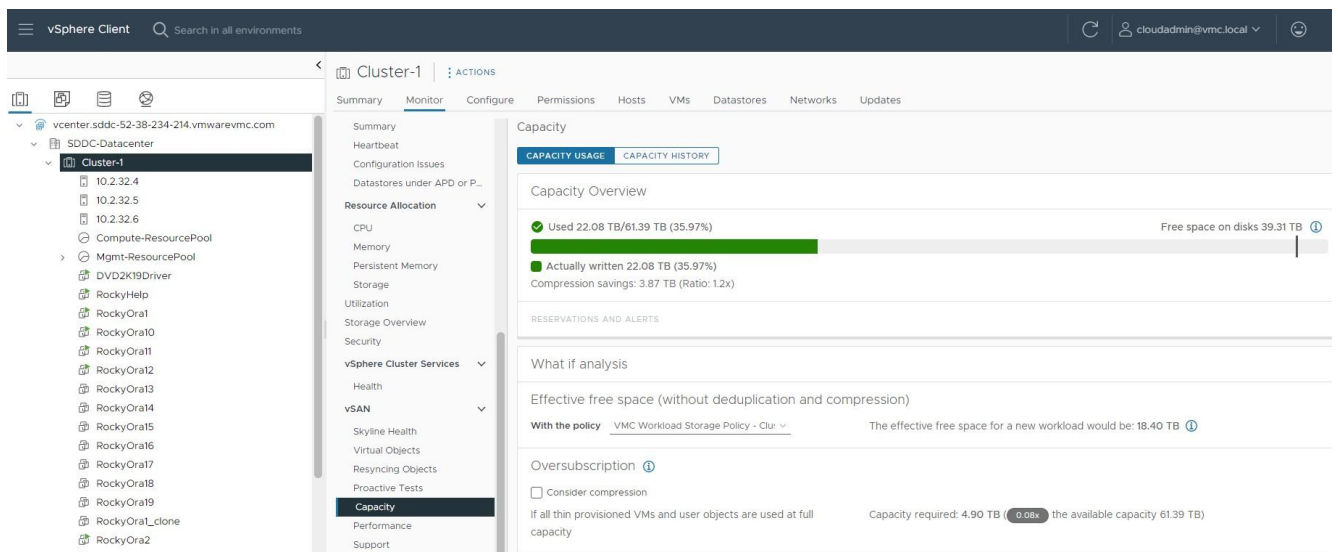 vSphere Client
Search in all environments
cloudadmin@vmc.local
vcenter.sddc-52-38-234-214.vmwarevmc.com
SDDC-Datacenter
Cluster-1
10.2.32.4
10.2.32.5
10.2.32.6
Compute-ResourcePool
Mgmt-ResourcePool
DVD2K19Driver
RockyHelp
RockyOra1
RockyOra10
RockyOra11
RockyOra12
RockyOra13
RockyOra14
RockyOra15
RockyOra16
RockyOra17
RockyOra18
RockyOra19
RockyOra1_clone
RockyOra2
Cluster-1
ACTIONS
Summary Monitor Configure Permissions Hosts VMs Datastores Networks Updates
Summary
Heartbeat
Configuration Issues
Datastores under APD or P...
Resource Allocation
CPU
Memory
Persistent Memory
Storage
Utilization
Storage Overview
Security
vSphere Cluster Services
Health
vSAN
Skyline Health
Virtual Objects
Resyncing Objects
Proactive Tests
Capacity
Performance
Support
Capacity
CAPACITY USAGE CAPACITY HISTORY
Capacity Overview
Used 22.08 TB/61.39 TB (35.97%) Free space on disks 39.31 TB
Actually written 22.08 TB (35.97%)
Compression savings: 3.87 TB (Ratio: 1.2x)
RESERVATIONS AND ALERTS
What if analysis
Effective free space (without deduplication and compression)
With the policy VMC Workload Storage Policy - Clu The effective free space for a new workload would be: 18.40 TB
Oversubscription
Consider compression
If all thin provisioned VMs and user objects are used at full
capacity
Capacity required: 4.90 TB ( 0.08x the available capacity 61.39 TB)